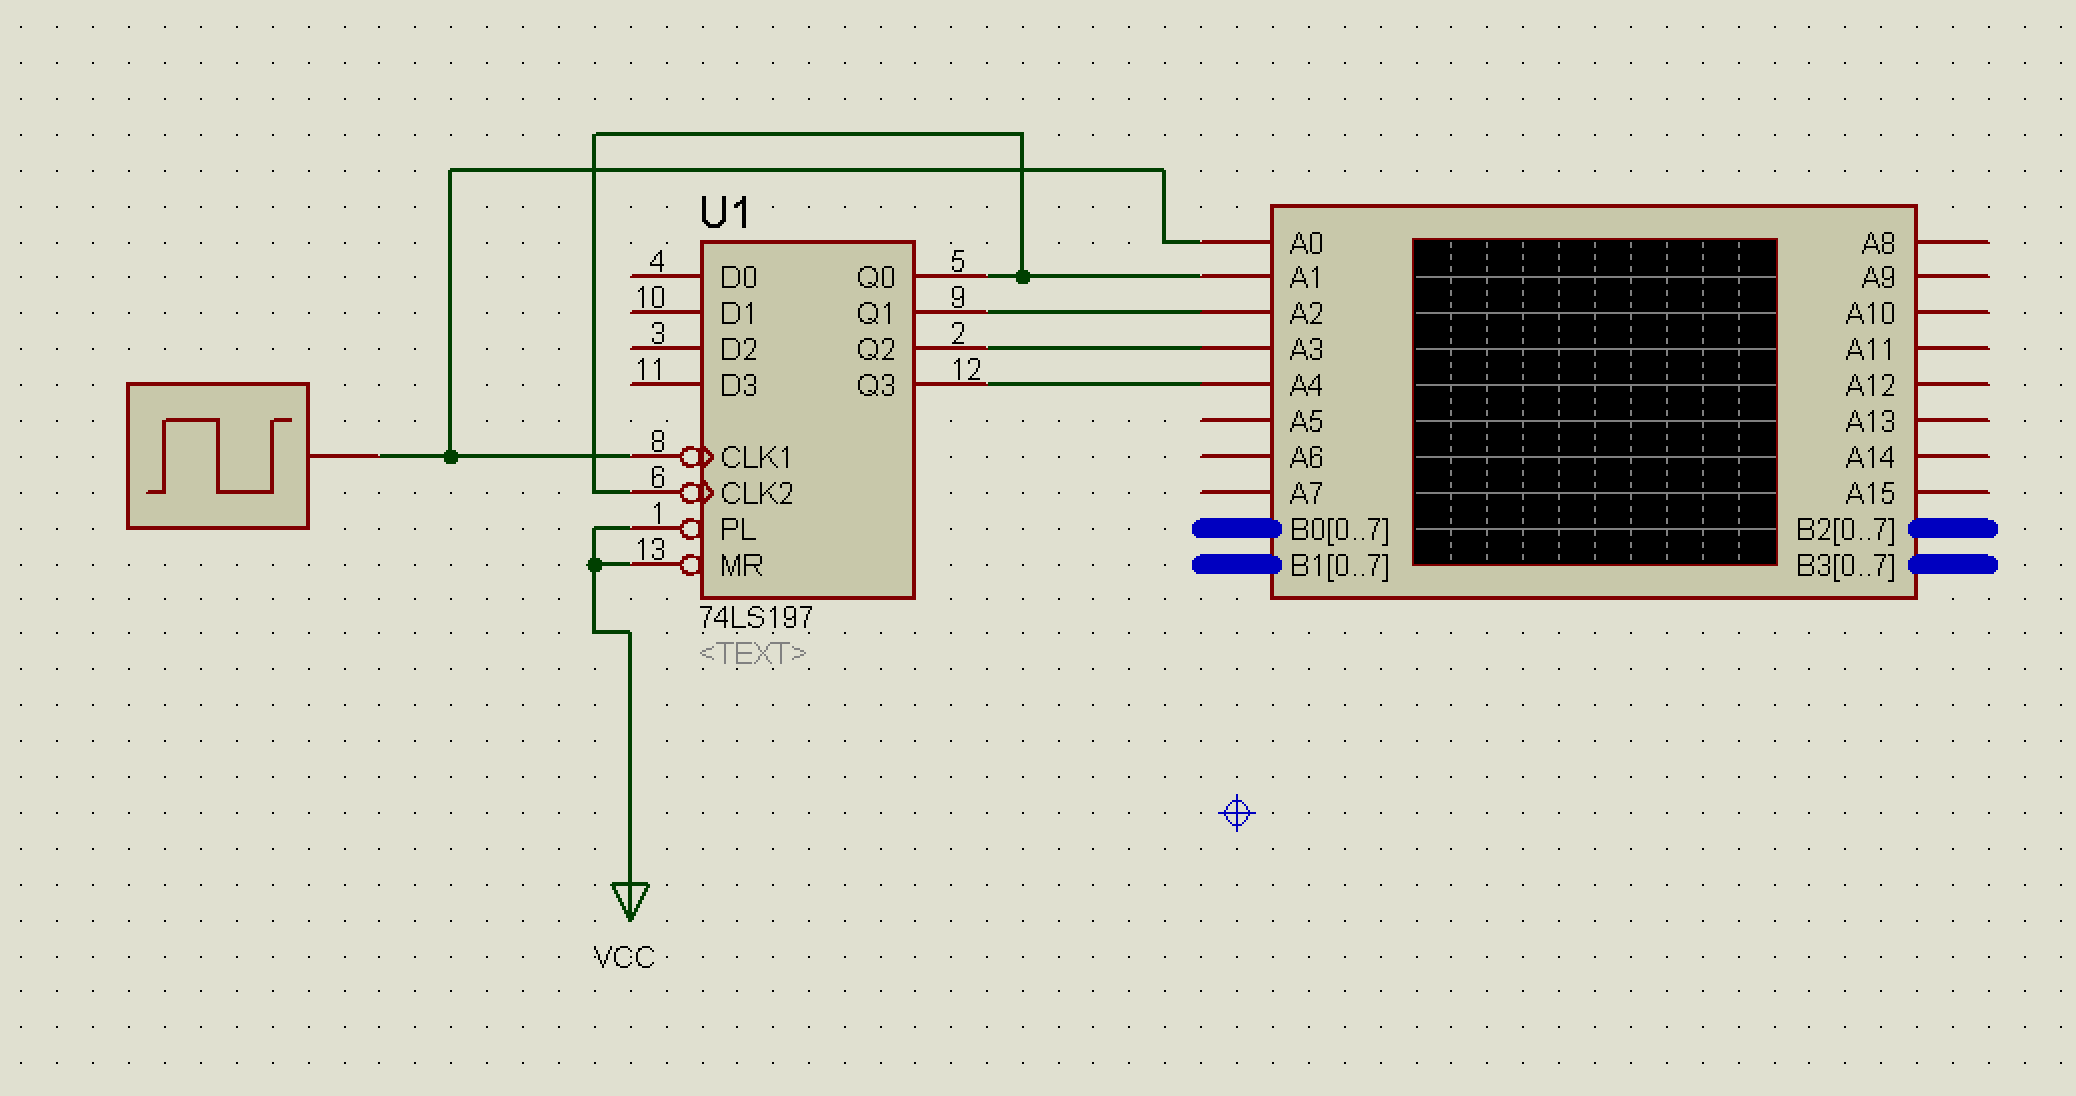 U1
4 D0 Q0 5
10 D1 Q1 9
3 D2 Q2 2
11 D3 Q3 12
8 CLK1
6 CLK2
1 PL
13 MR
74LS197
<TEXT>
VCC
A0 A8
A1 A9
A2 A10
A3 A11
A4 A12
A5 A13
A6 A14
A7 A15
B0[0..7] B2[0..7]
B1[0..7] B3[0..7]